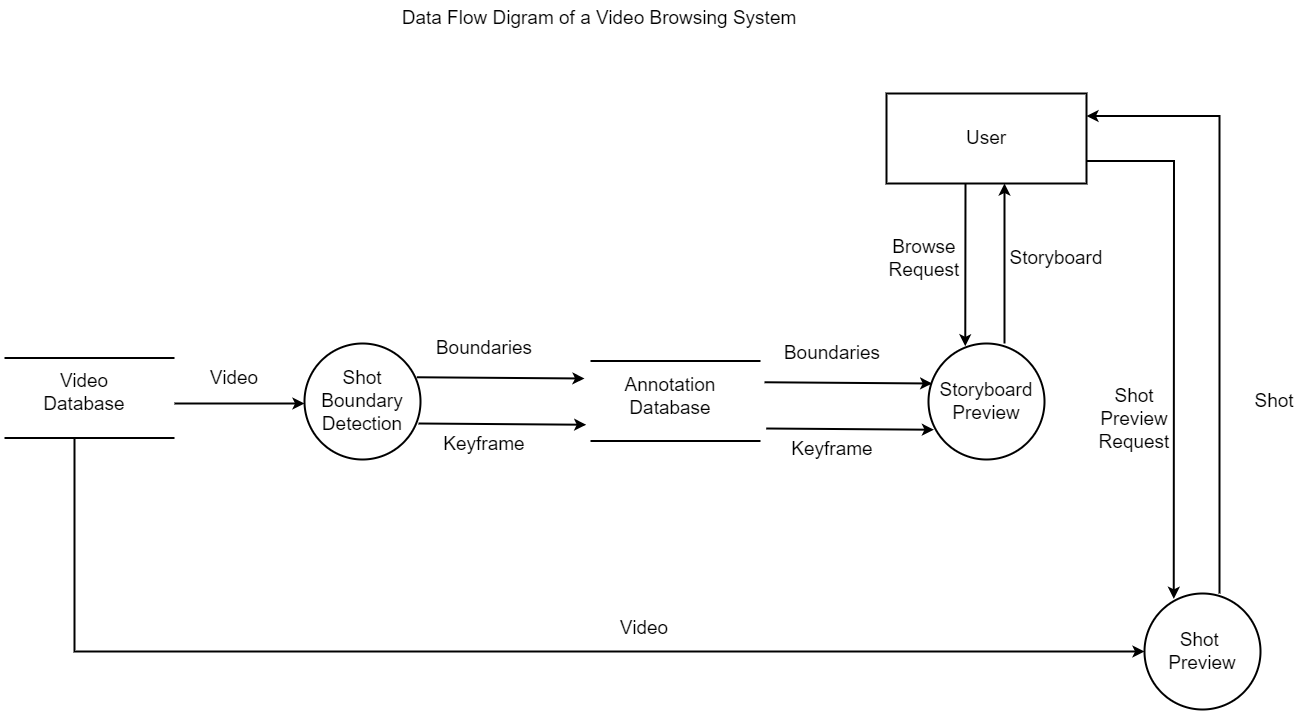 Data Flow Digram of a Video Browsing System
User
Browse
Request
Storyboard
Video
Database
Video
Shot
Boundary
Detection
Boundaries
Keyframe
Annotation
Database
Boundaries
Keyframe
Storyboard
Preview
Shot
Preview
Request
Shot
Video
Shot
Preview